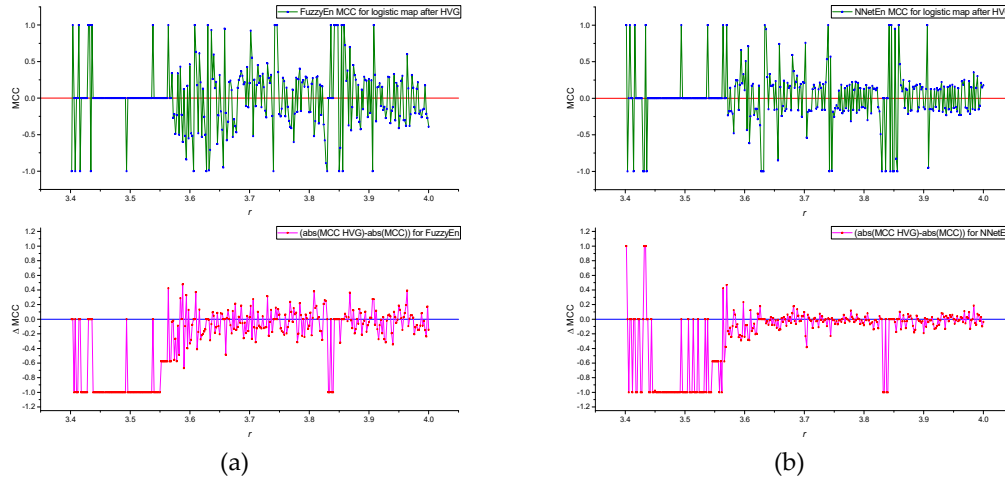 FuzzyEn MCC for logistic map after HVG
1.0
0.5
0.0
-0.5
-1.0
MCC
3.4 3.5 3.6 3.7 3.8 3.9 4.0
r
(abs(MCC HVG)-abs(MCC)) for FuzzyEn
1.2
1.0
0.8
0.6
0.4
0.2
0.0
-0.2
-0.4
-0.6
-0.8
-1.0
-1.2
Δ MCC
3.4 3.5 3.6 3.7 3.8 3.9 4.0
r
(a)
NNetEn MCC for logistic map after HVG
1.0
0.5
0.0
-0.5
-1.0
MCC
3.4 3.5 3.6 3.7 3.8 3.9 4.0
r
(abs(MCC HVG)-abs(MCC)) for NNetE
1.2
1.0
0.8
0.6
0.4
0.2
0.0
-0.2
-0.4
-0.6
-0.8
-1.0
-1.2
Δ MCC
3.4 3.5 3.6 3.7 3.8 3.9 4.0
r
(b)